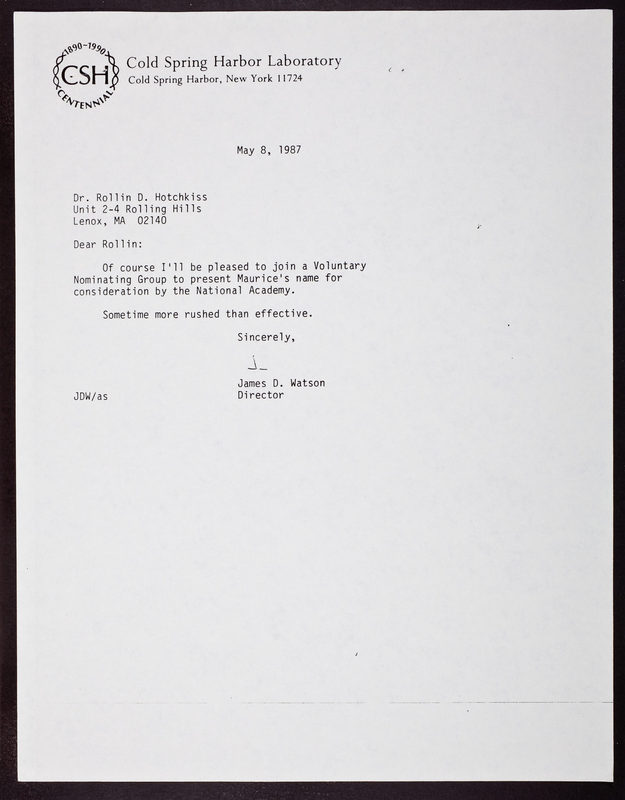 1890-1990
CSH
CENTENNIAL
Cold Spring Harbor Laboratory
Cold Spring Harbor, New York 11724
May 8, 1987
Dr. Rollin D. Hotchkiss
Unit 2-4 Rolling Hills
Lenox, MA 02140
Dear Rollin:
Of course I'll be pleased to join a Voluntary
Nominating Group to present Maurice's name for
consideration by the National Academy.
Sometime more rushed than effective.
Sincerely,
James D. Watson
JDW/as Director